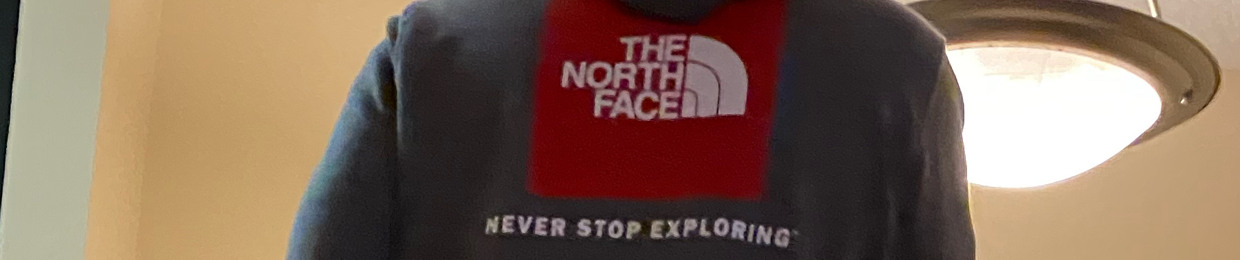 THE
NORTH
FACE
NEVER STOP EXPLORING